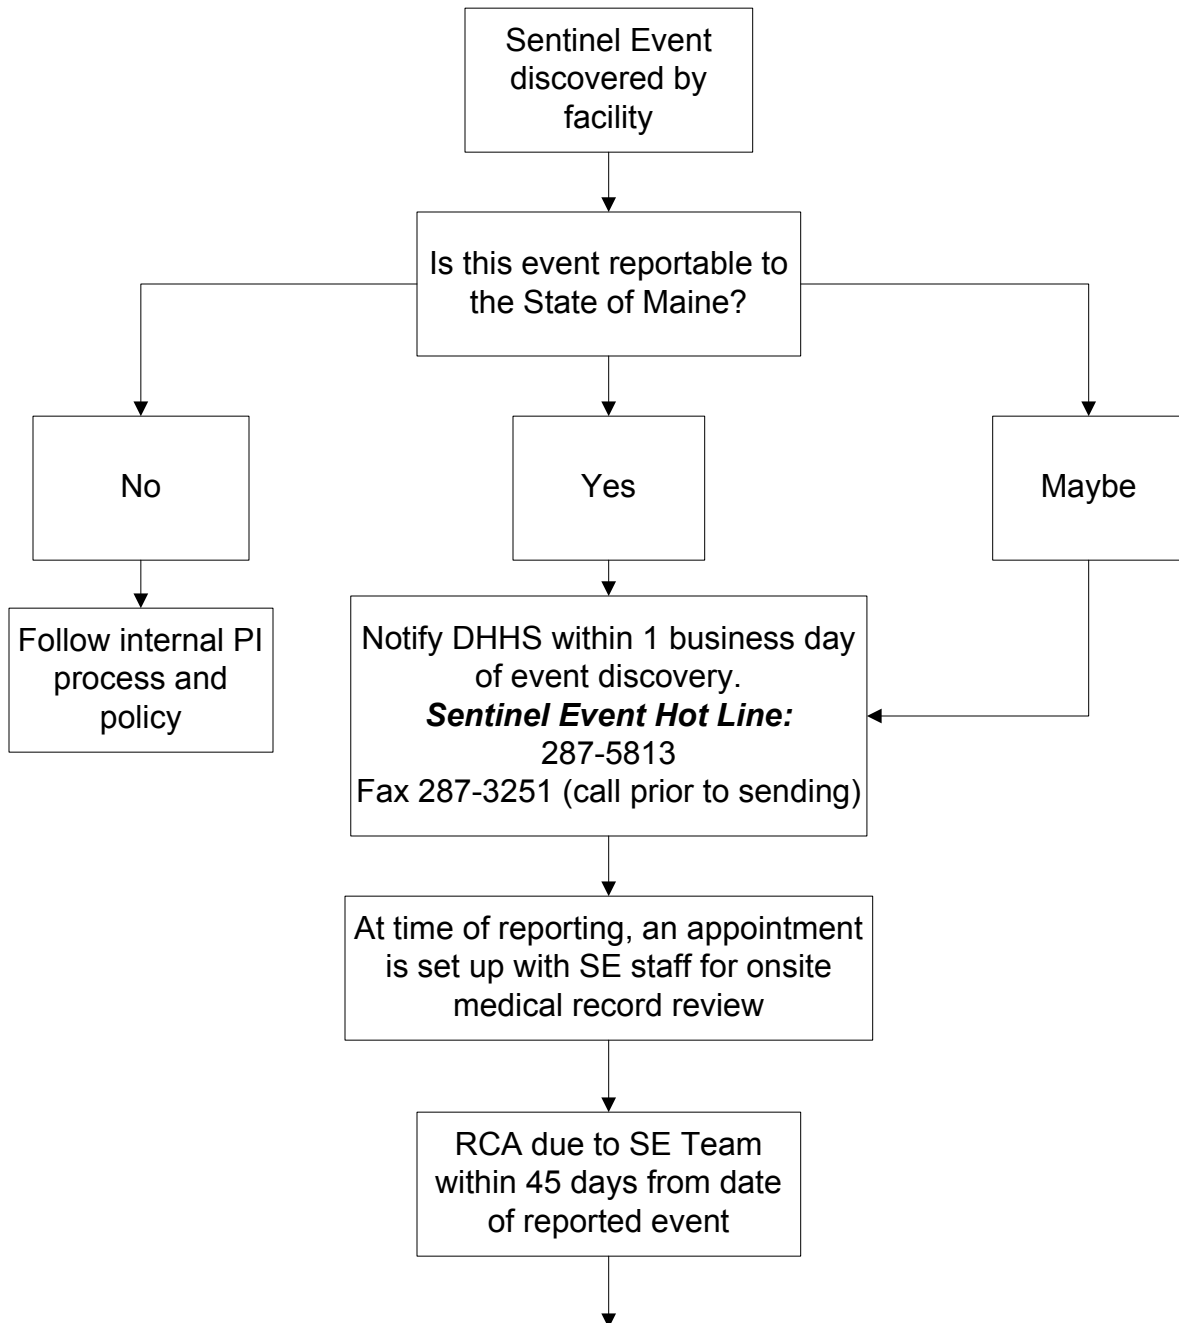 Sentinel Event
discovered by
facility
Is this event reportable to
the State of Maine?
No
Yes
Maybe
Follow internal PI
process and
policy
Notify DHHS within 1 business day
of event discovery.
Sentinel Event Hot Line:
287-5813
Fax 287-3251 (call prior to sending)
At time of reporting, an appointment
is set up with SE staff for onsite
medical record review
RCA due to SE Team
within 45 days from date
of reported event